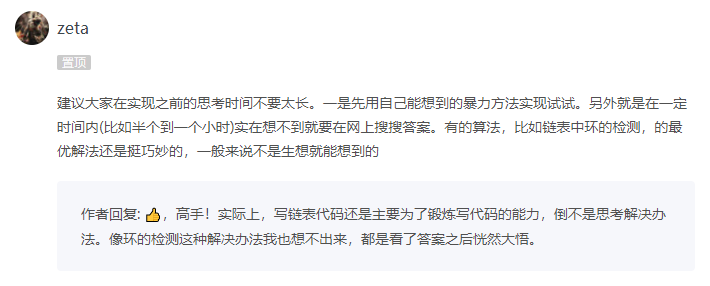 zeta
置顶
建议大家在实现之前的思考时间不要太长。一是先用自己能想到的暴力方法实现试试。另外就是在一定
时间内(比如半个到一个小时)实在想不到就要在网上搜搜答案。有的算法，比如链表中环的检测，的最
优解法还是挺巧妙的，一般来说不是生想就能想到的
作者回复: 👍，高手！实际上，写链表代码还是主要为了锻炼写代码的能力，倒不是思考解决办
法。像环的检测这种解决办法我也想不出来，都是看了答案之后恍然大悟。